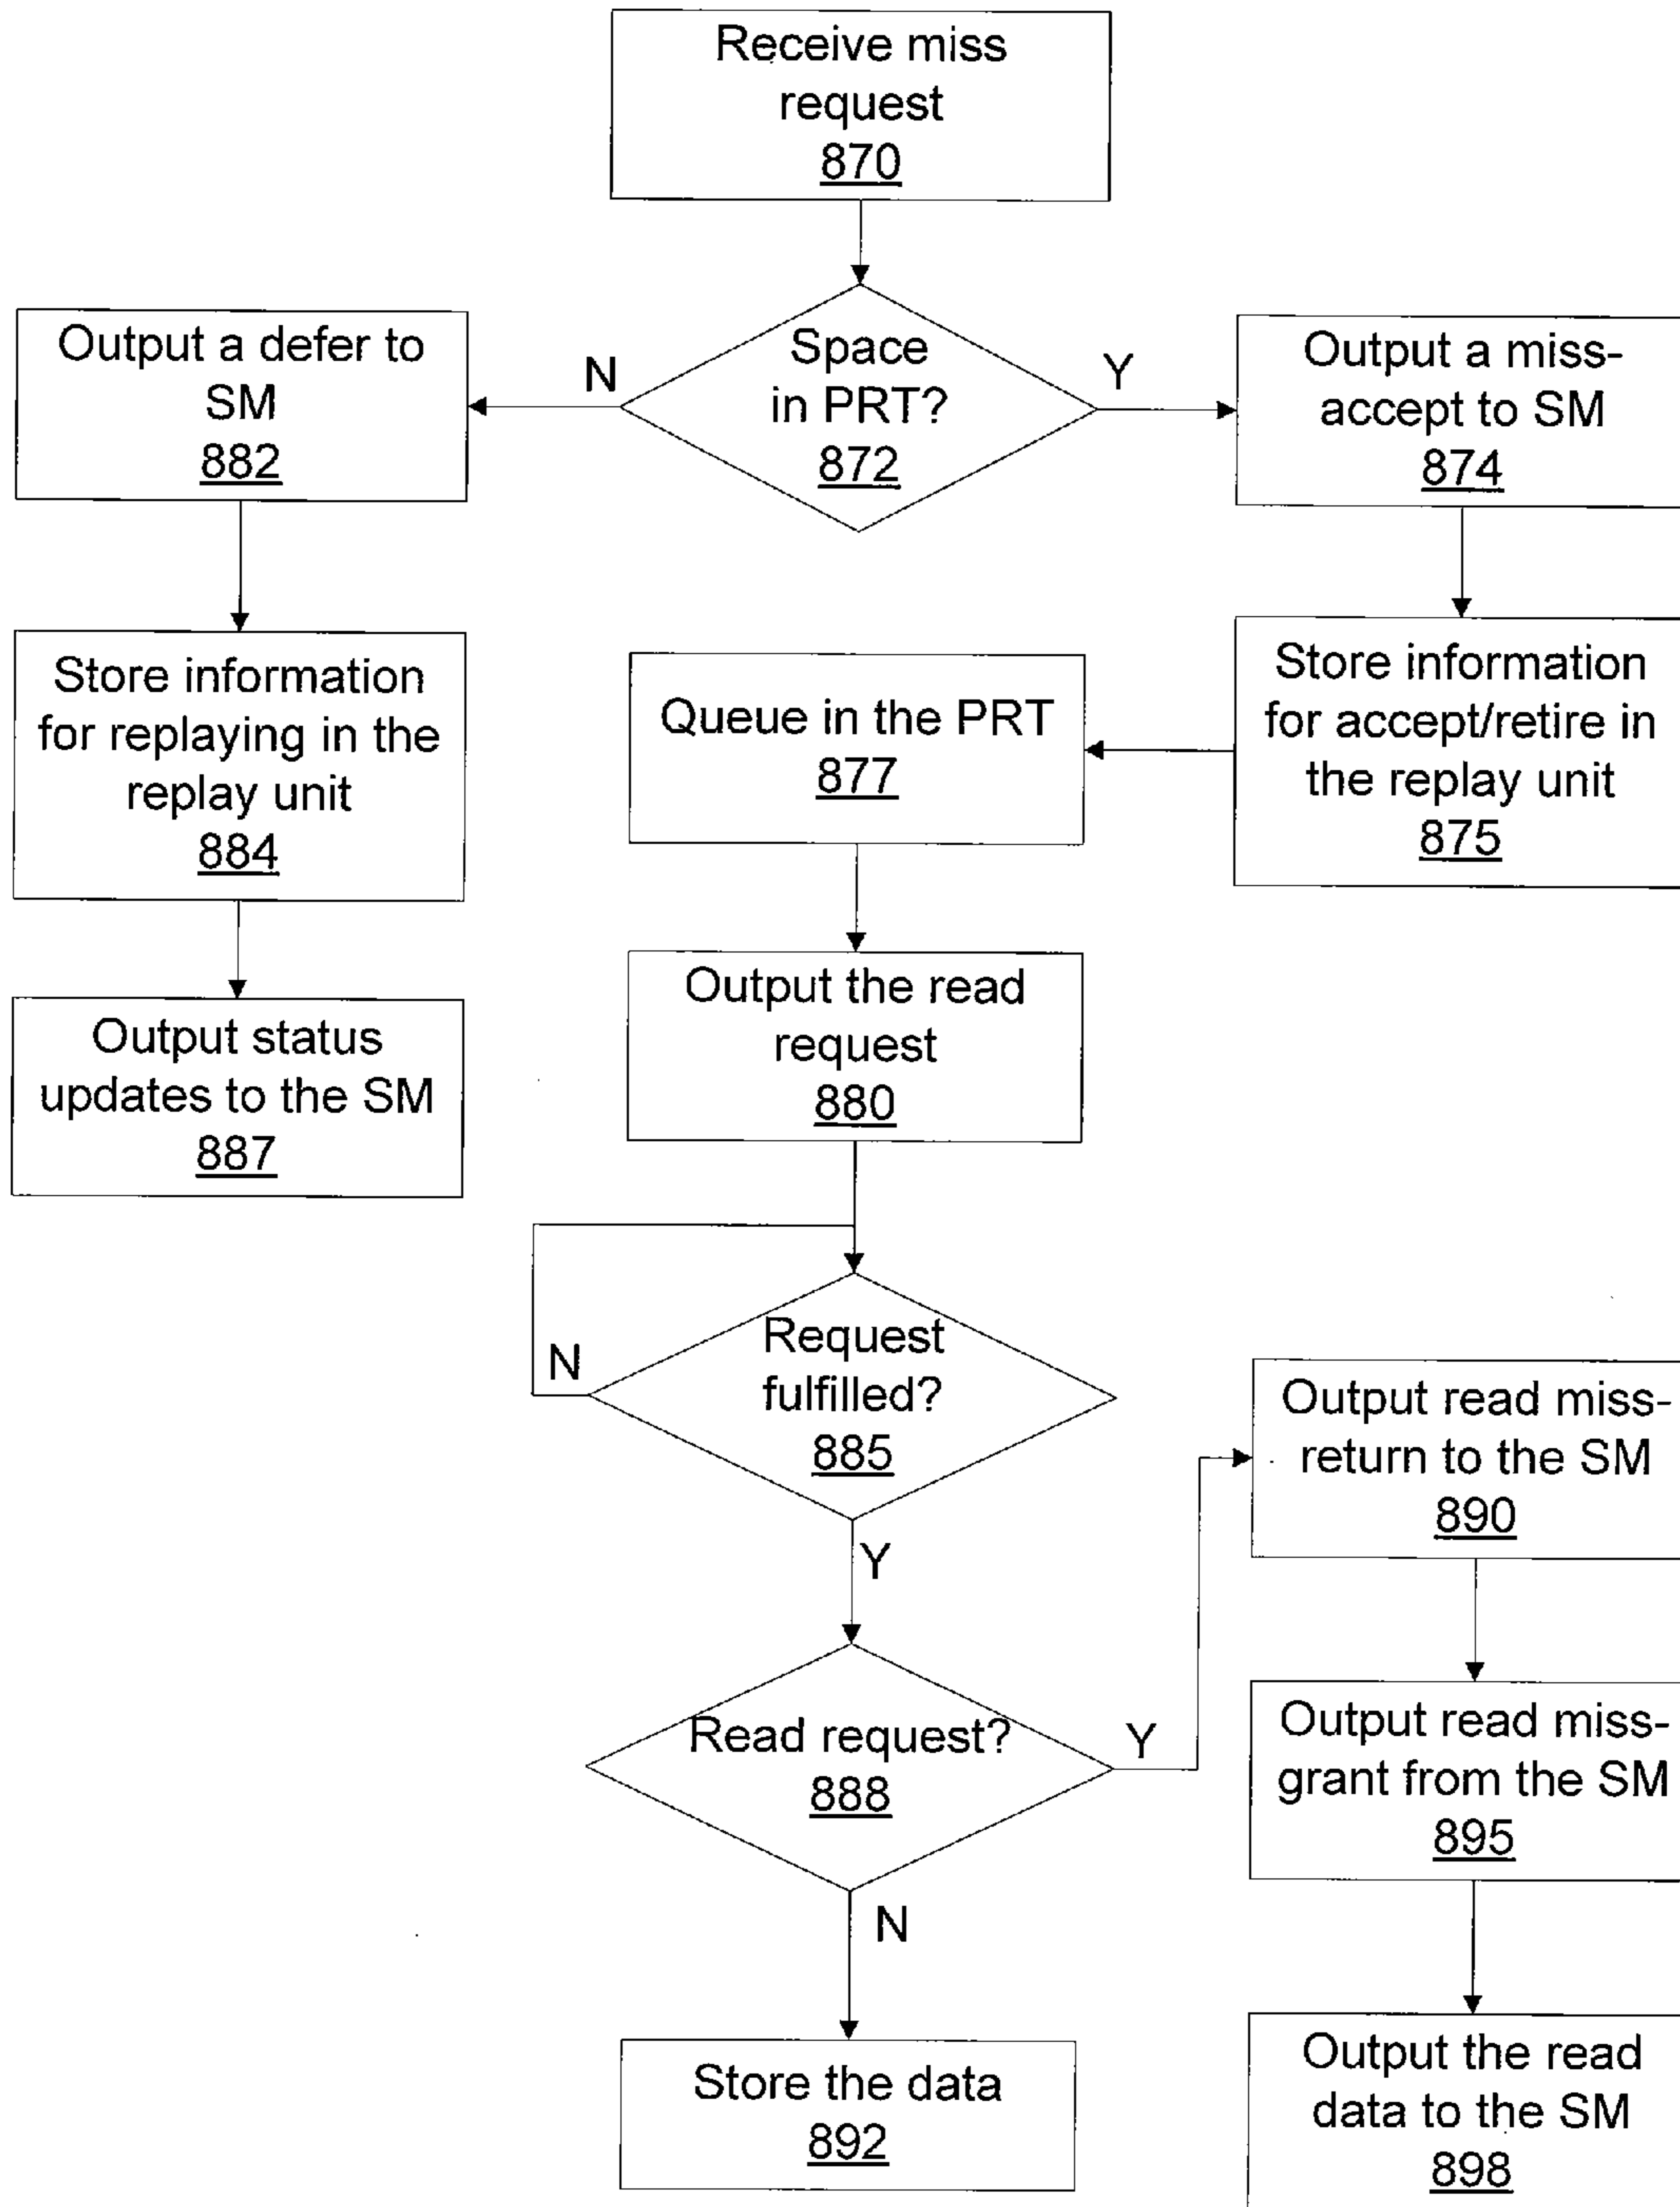 Receive miss
request
870
Space
in PRT?
872
N
Y
Output a defer to
SM
882
Output a miss-
accept to SM
874
Store information
for replaying in the
replay unit
884
Queue in the PRT
877
Store information
for accept/retire in
the replay unit
875
Output status
updates to the SM
887
Output the read
request
880
Request
fulfilled?
885
N
Y
Output read miss-
return to the SM
890
Read request?
888
Y
N
Output read miss-
grant from the SM
895
Store the data
892
Output the read
data to the SM
898